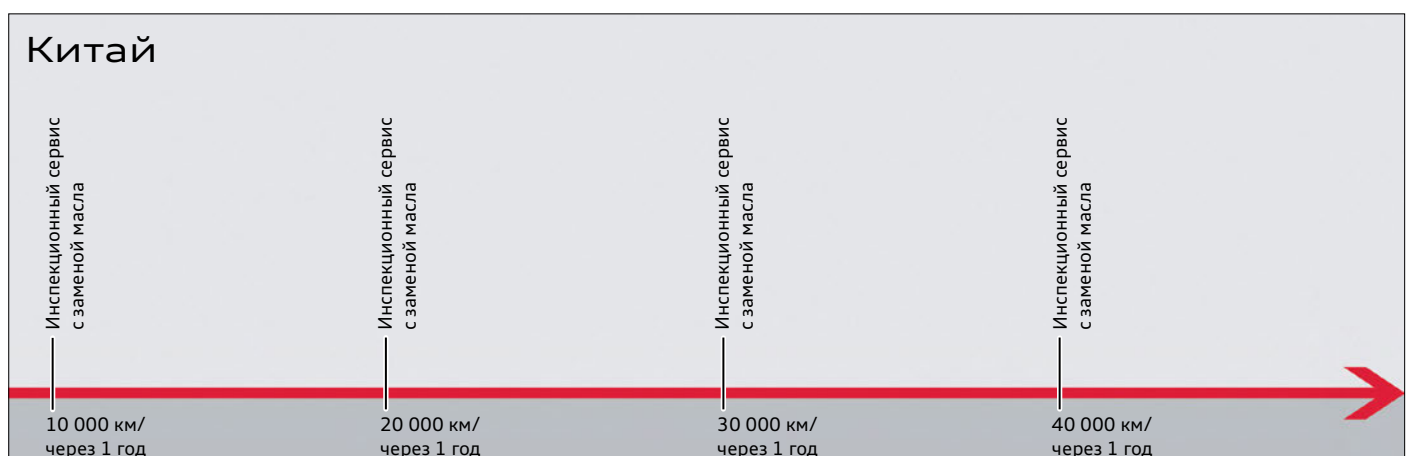 Китай
Инспекционный сервис
с заменой масла
Инспекционный сервис
с заменой масла
Инспекционный сервис
с заменой масла
Инспекционный сервис
с заменой масла
10 000 км/
через 1 год
20 000 км/
через 1 год
30 000 км/
через 1 год
40 000 км/
через 1 год